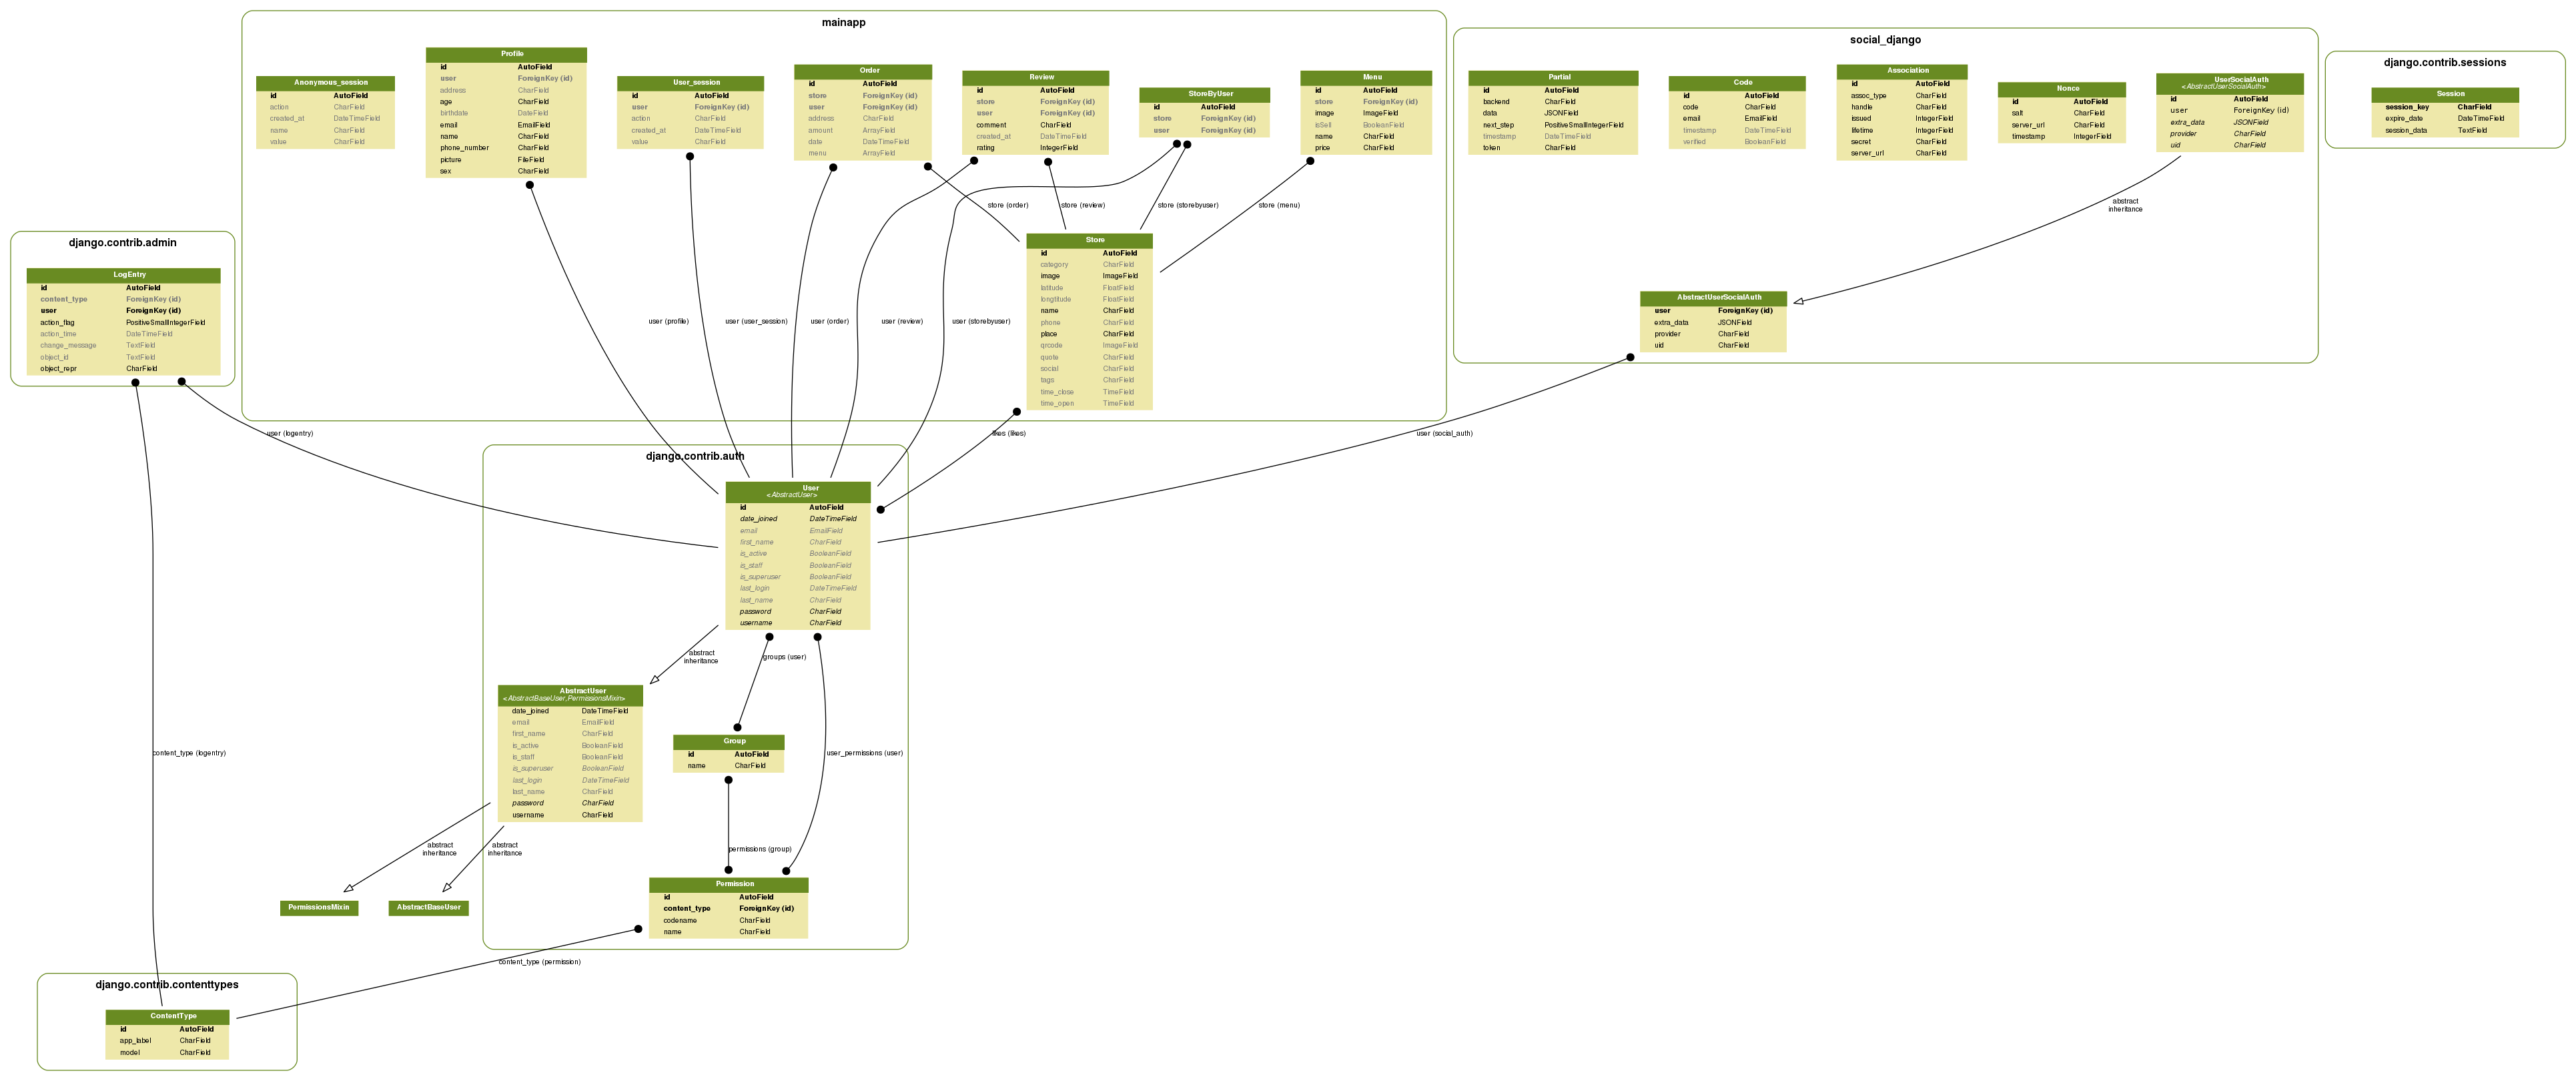 mainapp
Anonymous_session
id AutoField
action CharField
created_at DateTimeField
name CharField
value CharField
Profile
id AutoField
user ForeignKey (id)
address CharField
age CharField
birthdate DateField
email EmailField
name CharField
phone_number CharField
picture FileField
sex CharField
User_session
id AutoField
user ForeignKey (id)
action CharField
created_at DateTimeField
value CharField
Order
id AutoField
store ForeignKey (id)
user ForeignKey (id)
address CharField
amount ArrayField
date DateTimeField
menu ArrayField
Review
id AutoField
store ForeignKey (id)
user ForeignKey (id)
comment CharField
created_at DateTimeField
rating IntegerField
StoreByUser
id AutoField
store ForeignKey (id)
user ForeignKey (id)
Menu
id AutoField
store ForeignKey (id)
image ImageField
isSell BooleanField
name CharField
price CharField
store (order)
store (review)
store (storebyuser)
store (menu)
Store
id AutoField
category CharField
image ImageField
latitude FloatField
longtitude FloatField
name CharField
phone CharField
place CharField
qrcode ImageField
quote CharField
social CharField
tags CharField
time_close TimeField
time_open TimeField
user (profile)
user (user_session)
user (order)
user (review)
user (storebyuser)
social_django
Partial
id AutoField
backend CharField
data JSONField
next_step PositiveSmallIntegerField
timestamp DateTimeField
token CharField
Code
id AutoField
code CharField
email EmailField
timestamp DateTimeField
verified BooleanField
Association
id AutoField
assoc_type CharField
handle CharField
issued IntegerField
lifetime IntegerField
secret CharField
server_url CharField
Nonce
id AutoField
salt CharField
server_url CharField
timestamp IntegerField
UserSocialAuth
<AbstractUserSocialAuth>
id AutoField
user ForeignKey (id)
extra_data JSONField
provider CharField
uid CharField
abstract
inheritance
AbstractUserSocialAuth
user ForeignKey (id)
extra_data JSONField
provider CharField
uid CharField
django.contrib.sessions
Session
session_key CharField
expire_date DateTimeField
session_data TextField
django.contrib.admin
LogEntry
id AutoField
content_type ForeignKey (id)
user ForeignKey (id)
action_flag PositiveSmallIntegerField
action_time DateTimeField
change_message TextField
object_id TextField
object_repr CharField
user (logentry)
likes (likes)
user (social_auth)
django.contrib.auth
User
<AbstractUser>
id AutoField
date_joined DateTimeField
email EmailField
first_name CharField
is_active BooleanField
is_staff BooleanField
is_superuser BooleanField
last_login DateTimeField
last_name CharField
password CharField
username CharField
abstract
inheritance
groups (user)
AbstractUser
<AbstractBaseUser,PermissionsMixin>
date_joined DateTimeField
email EmailField
first_name CharField
is_active BooleanField
is_staff BooleanField
is_superuser BooleanField
last_login DateTimeField
last_name CharField
password CharField
username CharField
Group
id AutoField
name CharField
content_type (logentry)
user_permissions (user)
abstract
inheritance
abstract
inheritance
permissions (group)
PermissionsMixin
AbstractBaseUser
Permission
id AutoField
content_type ForeignKey (id)
codename CharField
name CharField
content_type (permission)
django.contrib.contenttypes
ContentType
id AutoField
app_label CharField
model CharField